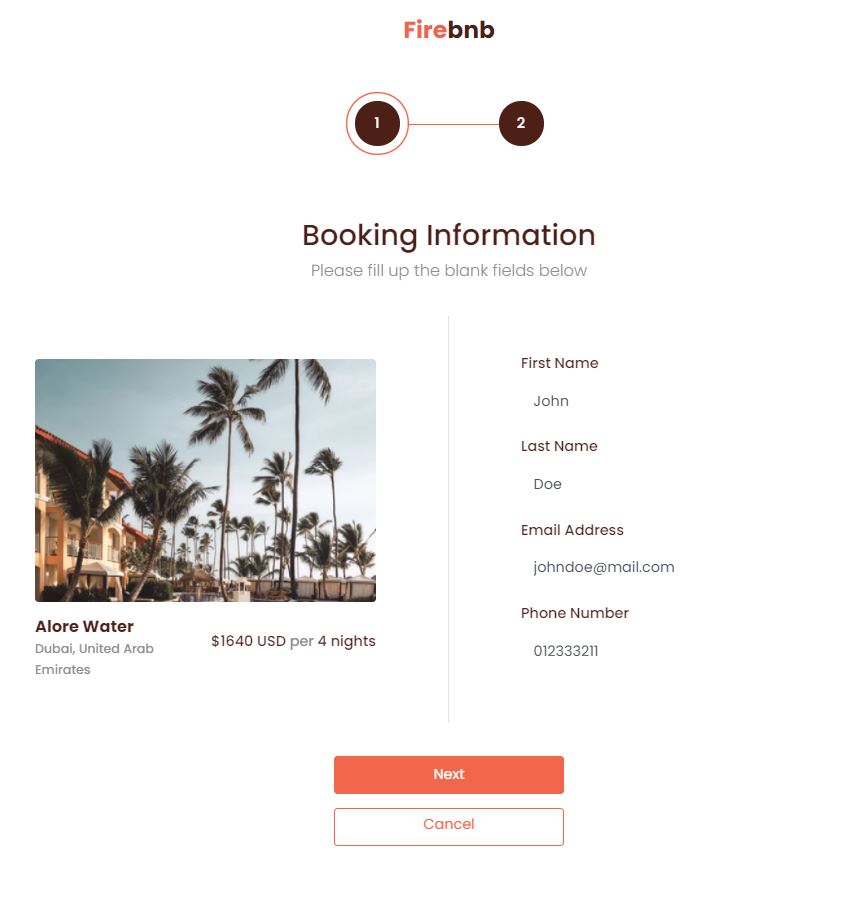 Firebnb
1 2
Booking Information
Please fill up the blank fields below
Alore Water
Dubai, United Arab
Emirates
$1640 USD per 4 nights
First Name
John
Last Name
Doe
Email Address
johndoe@mail.com
Phone Number
012333211
Next
Cancel